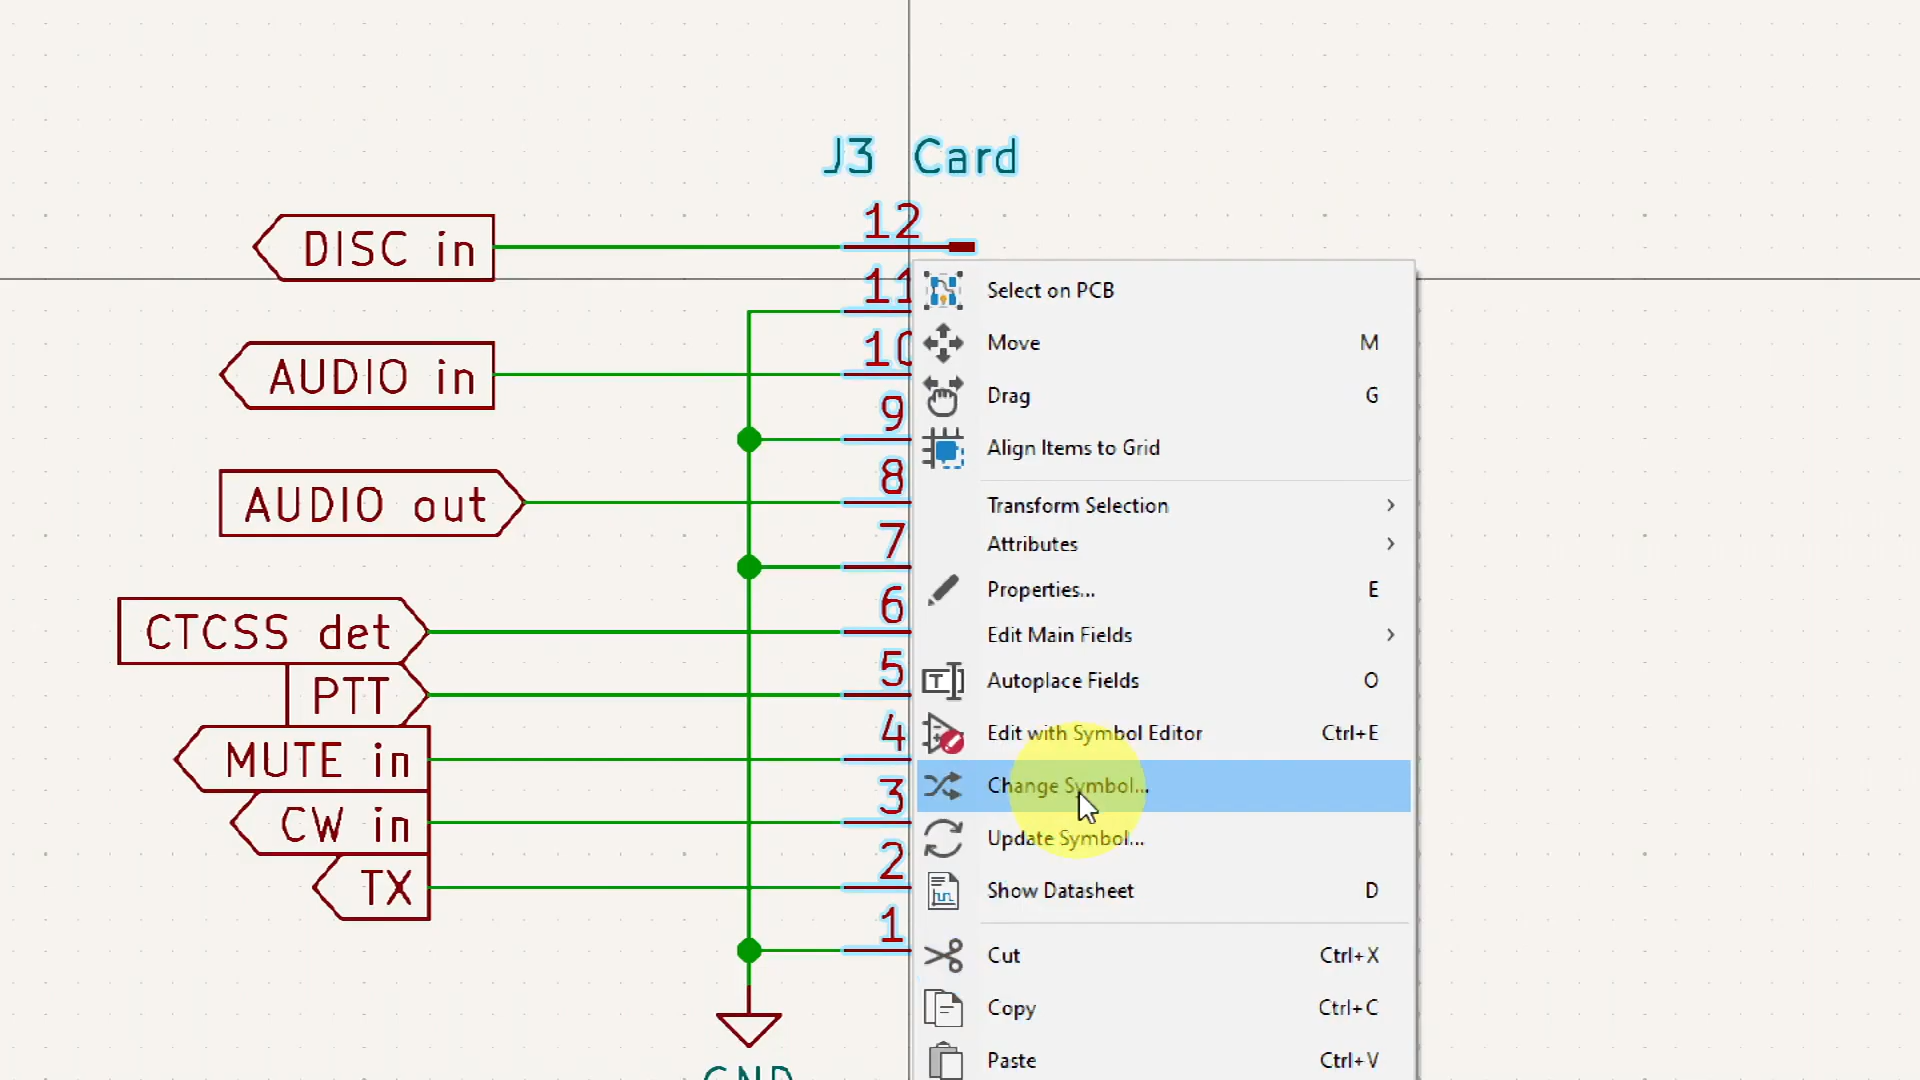 J3 Card
12
DISC in
11
Select on PCB
10
Move M
AUDIO in
Drag G
9
Align Items to Grid
8
AUDIO out
Transform Selection
7
Attributes
6
Properties... E
CTCSS det
Edit Main Fields
5
PTT
Autoplace Fields O
4
MUTE in
Edit with Symbol Editor Ctrl+E
3
CW in
Change Symbol...
2
Update Symbol...
TX
Show Datasheet D
1
Cut Ctrl+X
Copy Ctrl+C
Paste Ctrl+V
GND